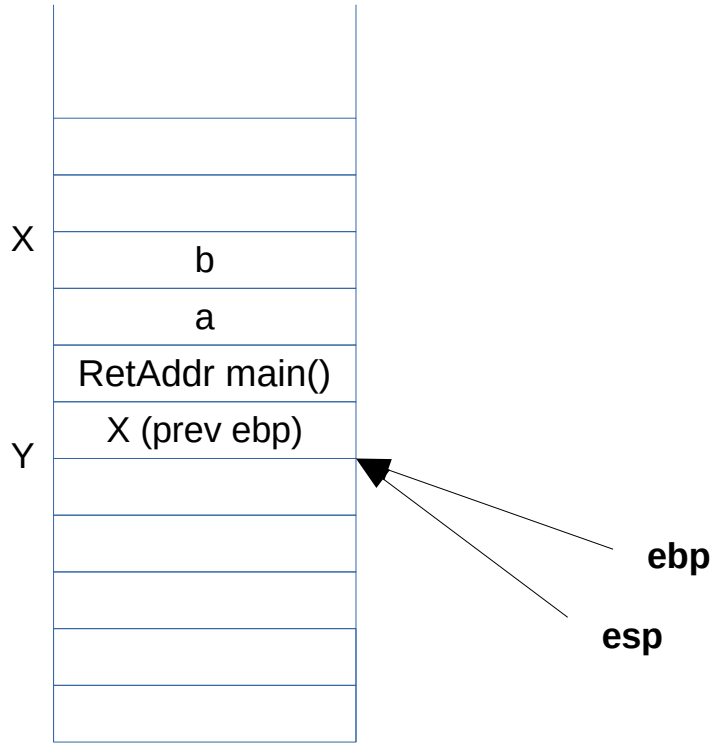 X
b
a
RetAddr main()
X (prev ebp)
Y
ebp
esp